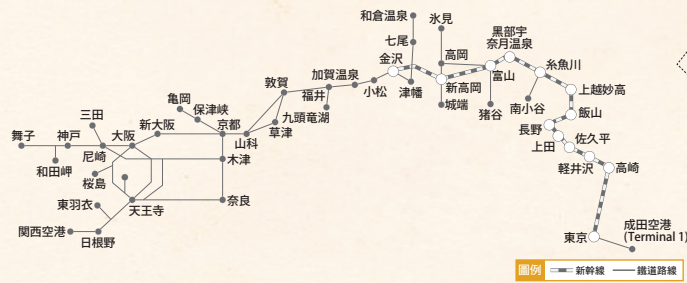 和倉温泉
氷見
七尾
高岡
黒部宇
奈月温泉
金沢
糸魚川
富山
加賀温泉
敦賀
福井
小松
津幡
新高岡
上越妙高
亀岡
保津峡
九頭竜湖
城端
猪谷
南小谷
飯山
三田
新大阪
京都
山科
草津
長野
佐久平
舞子
神戸
大阪
上田
尼崎
木津
軽井沢
高崎
和田岬
桜島
東羽衣
天王寺
奈良
関西空港
日根野
東京
成田空港
(Terminal 1)
圖例
新幹線
鐵道路線